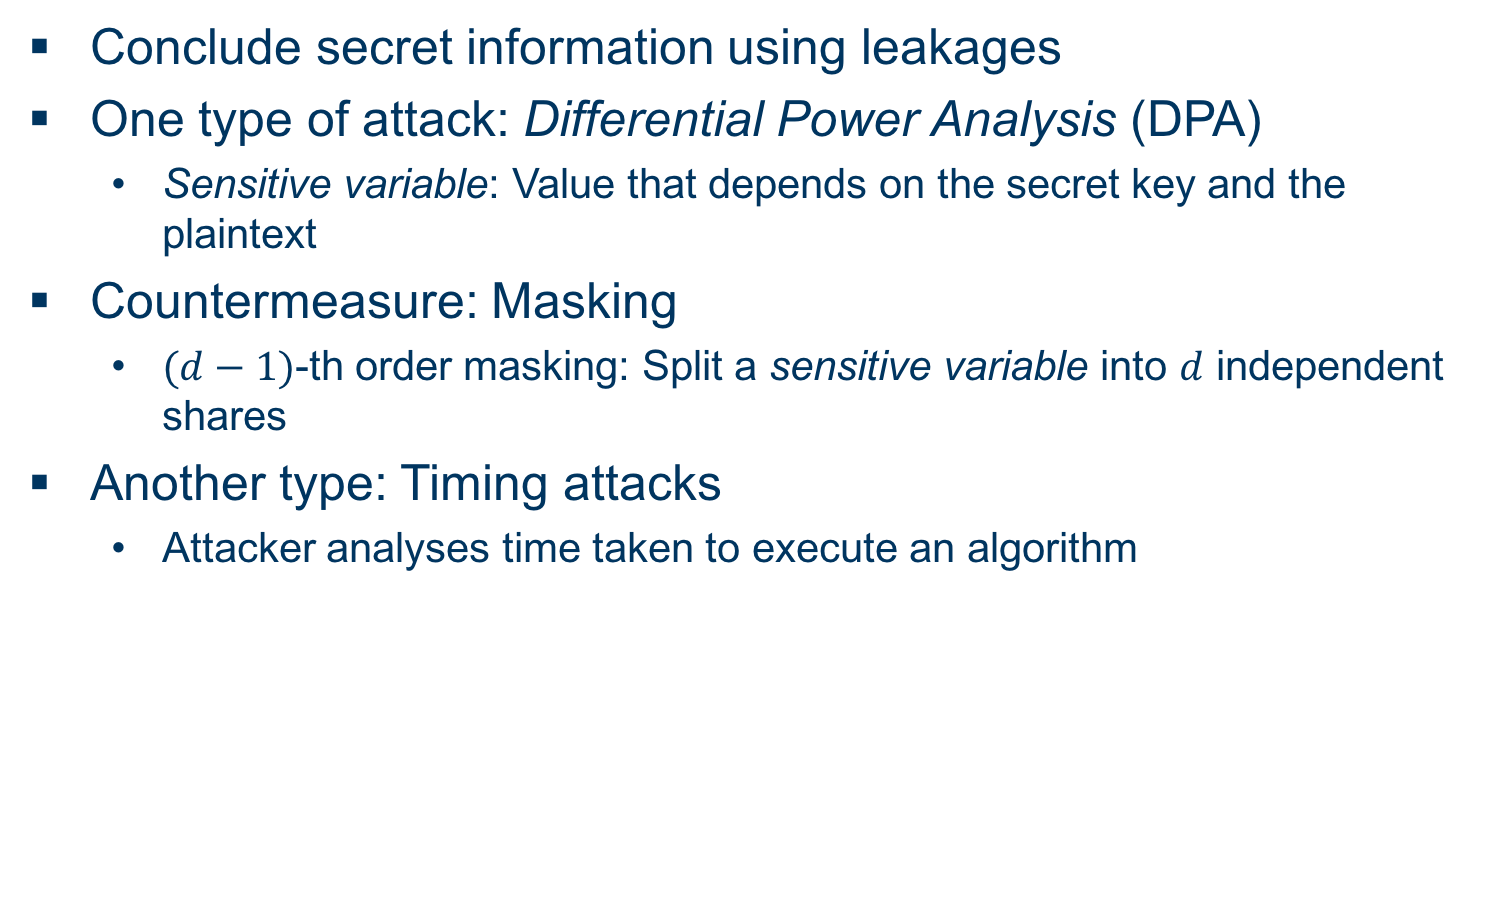 ▪ Conclude secret information using leakages
▪ One type of attack: Differential Power Analysis (DPA)
• Sensitive variable: Value that depends on the secret key and the
plaintext
▪ Countermeasure: Masking
• (𝑑 − 1)-th order masking: Split a sensitive variable into 𝑑 independent
shares
▪ Another type: Timing attacks
• Attacker analyses time taken to execute an algorithm